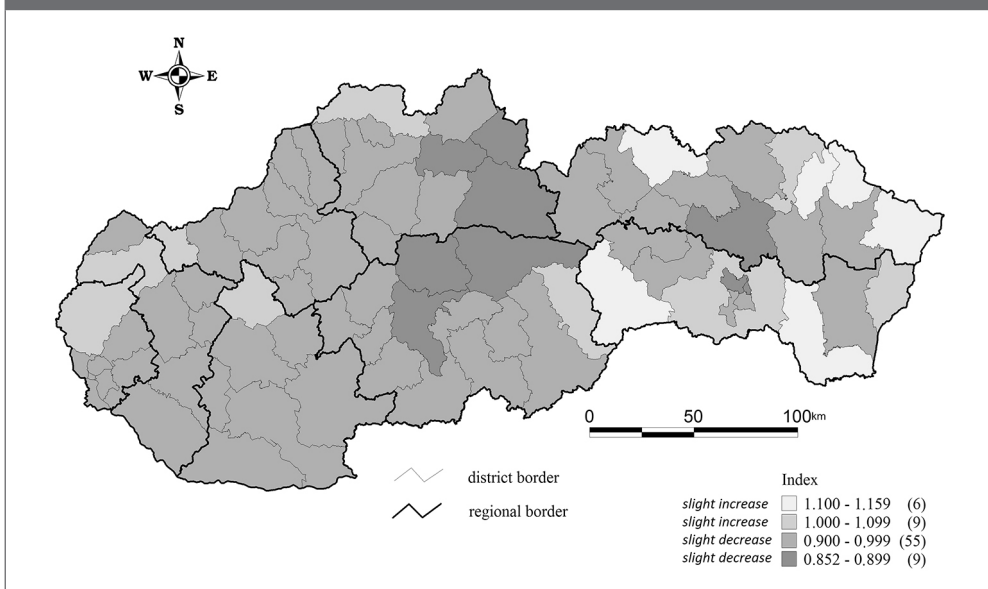 N
W E
S
0 50 100km
district border
regional border
Index
slight increase 1.100 - 1.159 (6)
slight increase 1.000 - 1.099 (9)
slight decrease 0.900 - 0.999 (55)
slight decrease 0.852 - 0.899 (9)